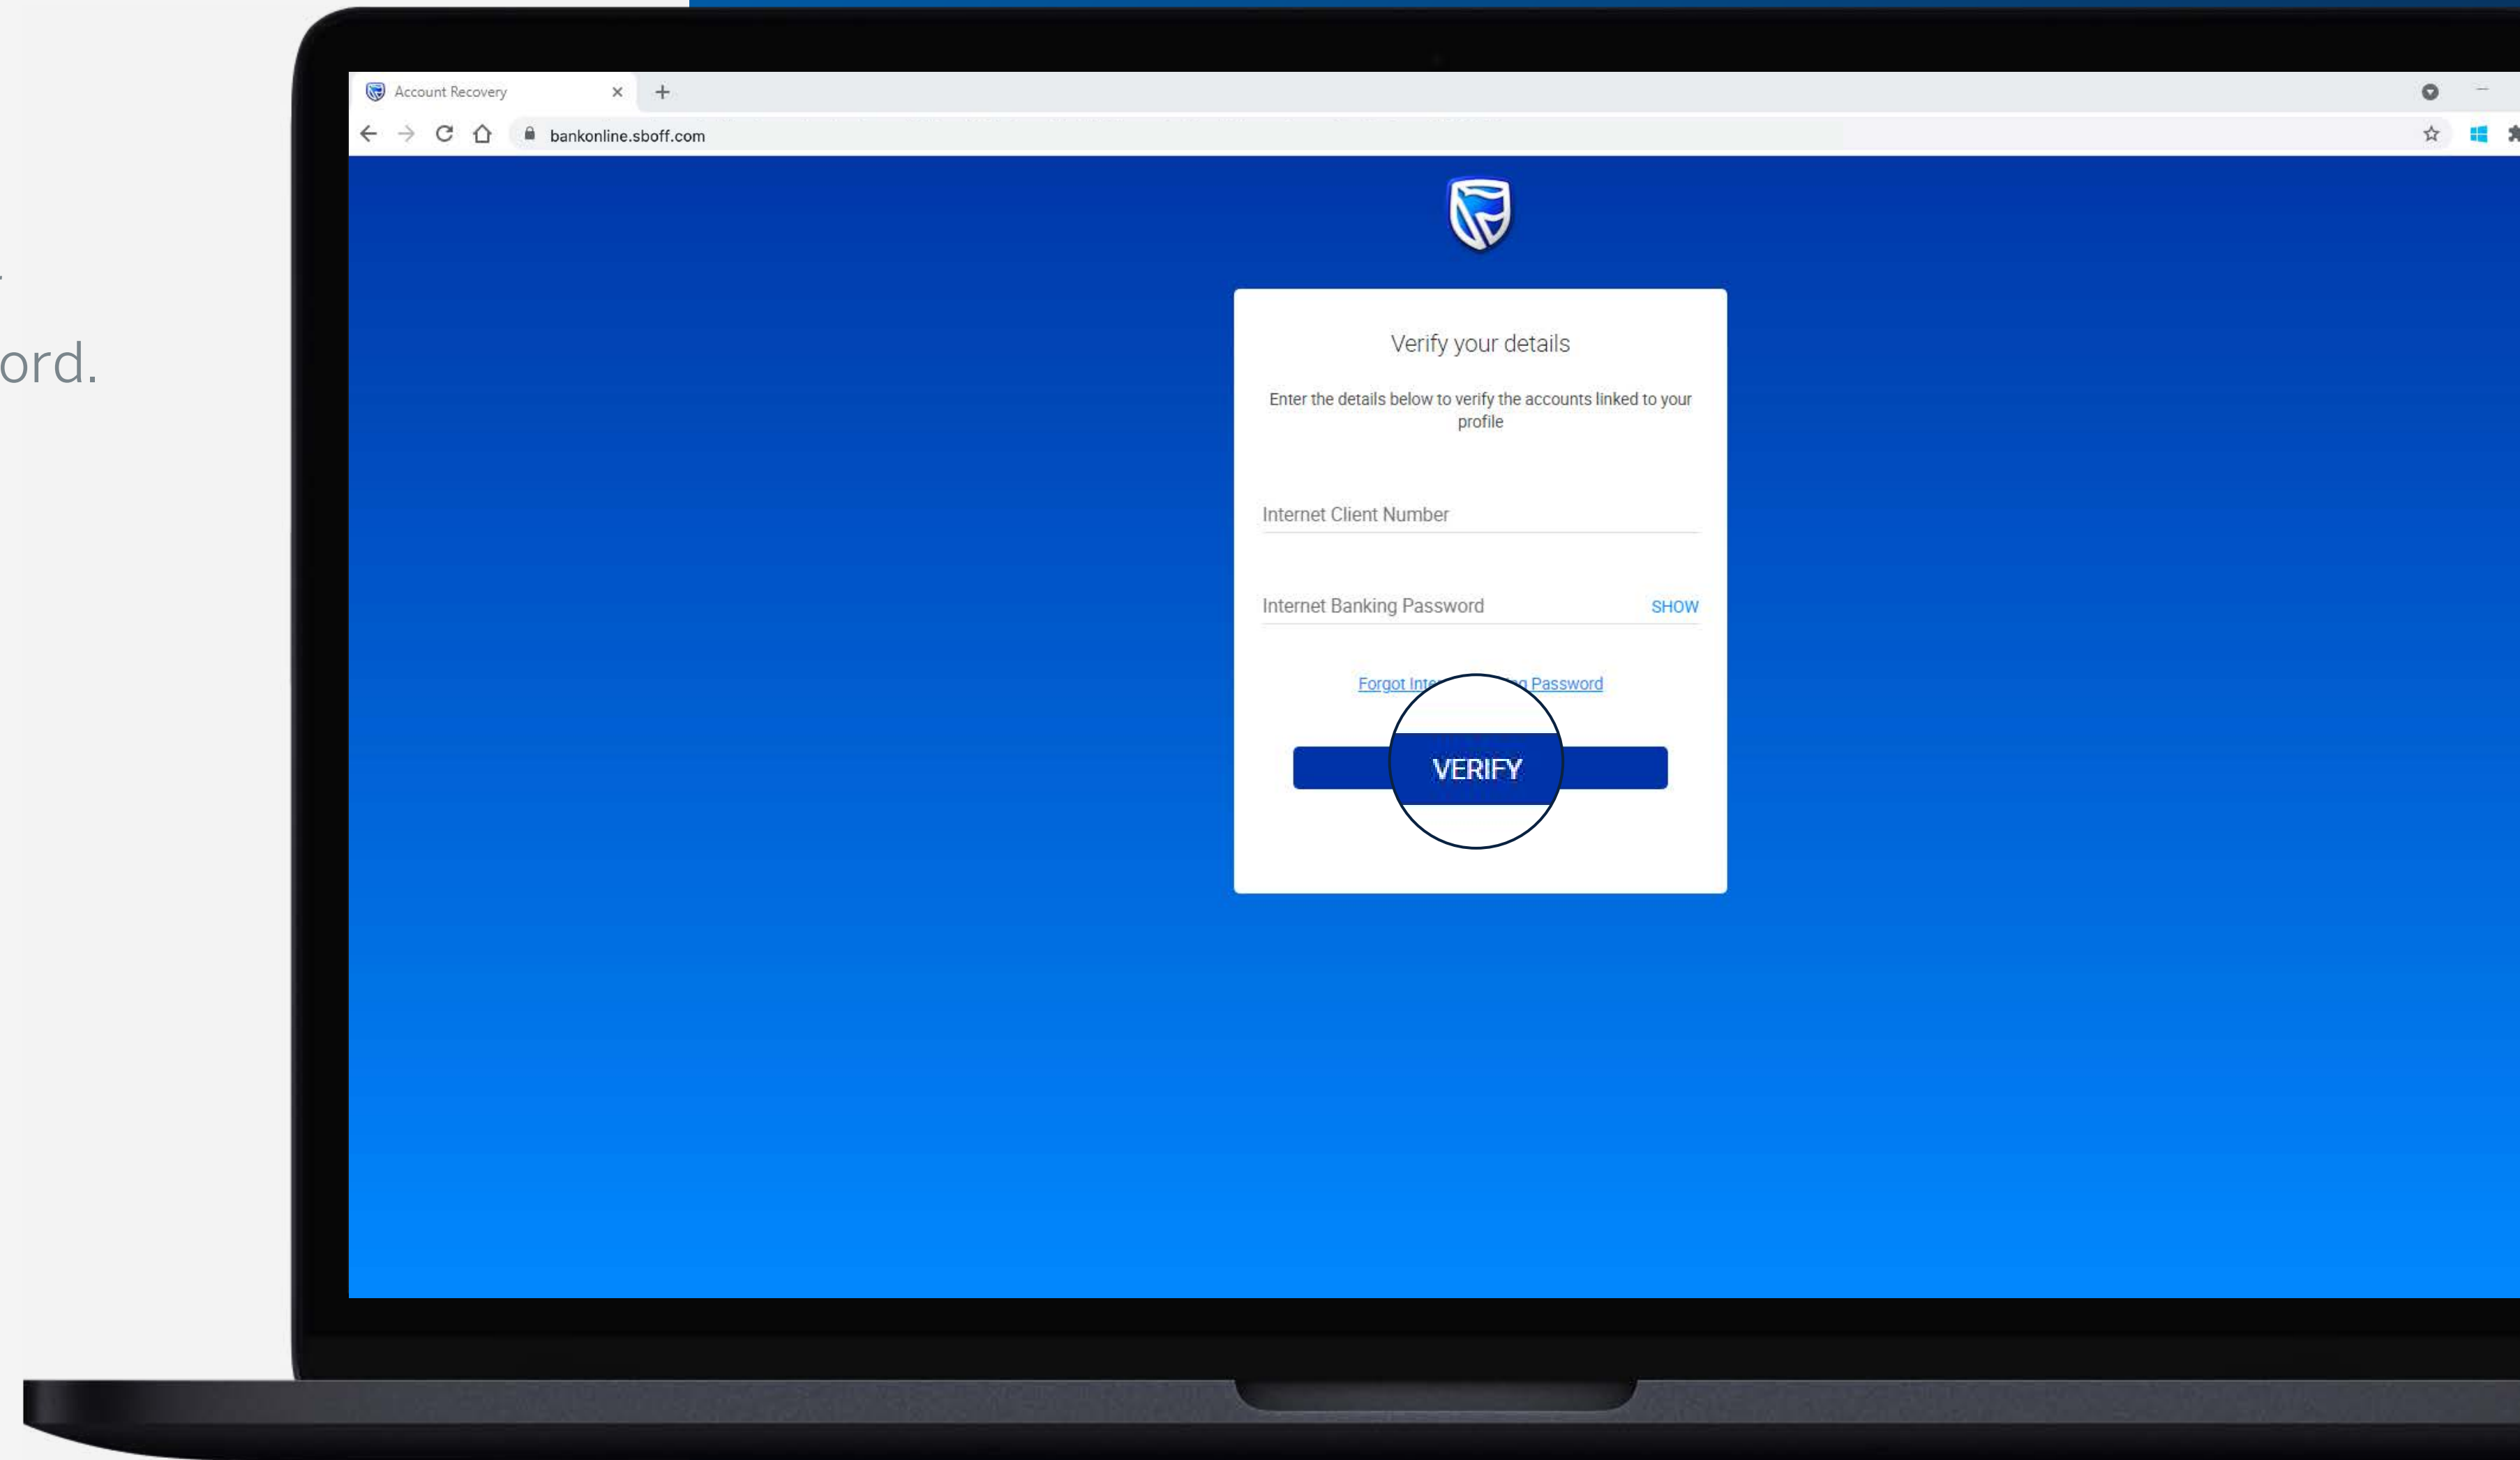 ord.
Account Recovery
bankonline.sboff.com
Verify your details
Enter the details below to verify the accounts linked to your
profile
Internet Client Number
Internet Banking Password SHOW
Forgot Password
VERIFY